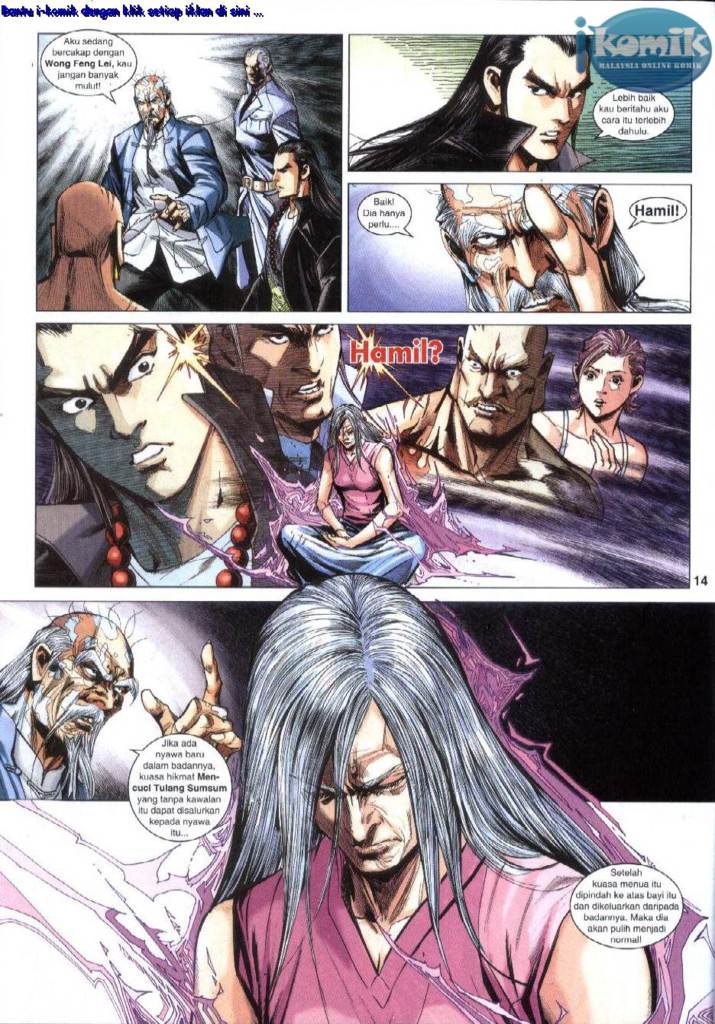 Bantu i-komik dengan klik setiap iklan di sini ...
ikomik
MALAYSIA ONLINE KOMIK
Aku sedang
bercakap dengan
Wong Feng Lei, kau
jangan banyak
mulut!
Lebih baik
kau beritahu aku
cara itu terlebih
dahulu.
Baik!
Dia hanya
perlu....
Hamil!
Hamil?
14
Jika ada
nyawa baru
dalam badannya,
kuasa hikmat Men-
cuci Tulang Sumsum
yang tanpa kawalan
itu dapat disalurkan
kepada nyawa
itu...
Setelah
kuasa menua itu
dipindah ke atas bayi itu
dan dikeluarkan daripada
badannya. Maka dia
akan pulih menjadi
normal!